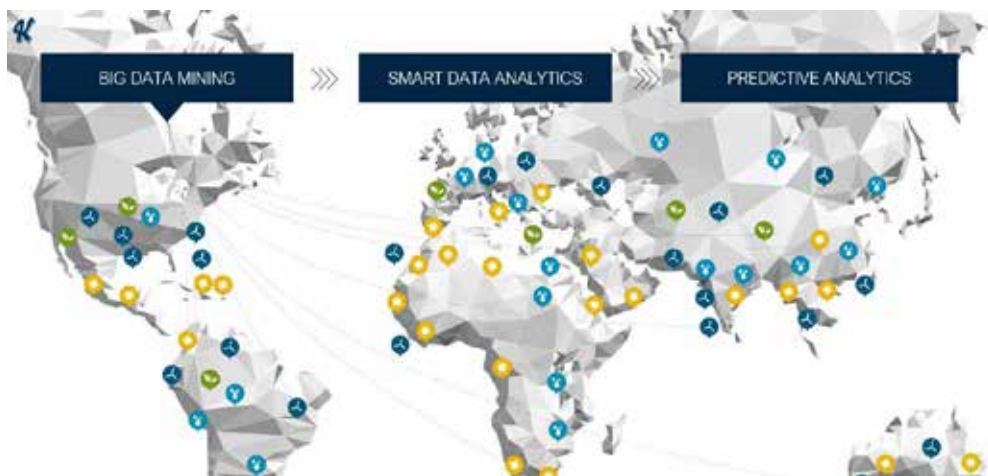 K
BIG DATA MINING
SMART DATA ANALYTICS
PREDICTIVE ANALYTICS